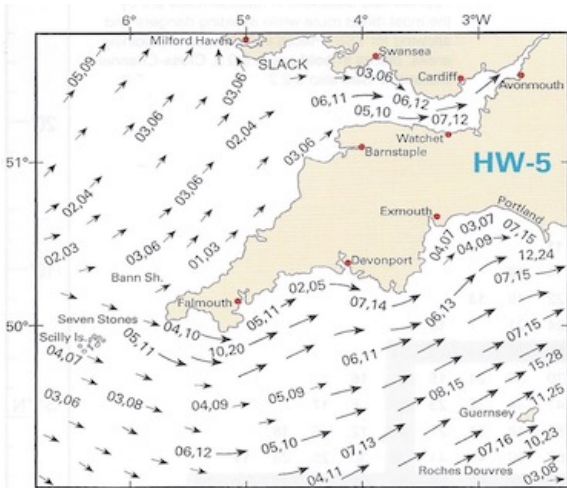 6° 5° 4° 3°
Milford Haven
SLACK
Swansea
Cardiff
Avonmouth
05,09
03,06
03,06
03,06
06,12
06,11
05,10
07,12
03,06
02,04
03,06
Watchet
Barnstaple
51°
HW-5
03,06
02,04
Exmouth
Portland
02,03
03,06
01,03
04,07
03,07
04,09
07,15
12,24
07,15
Bann Sh.
Devonport
02,05
07,14
Falmouth
06,13
50°
Seven Stones
04,10
05,11
07,15
Scilly Is.
05,11
10,20
06,11
04,07
15,28
03,06
03,08
04,09
05,09
08,15
11,25
Guernsey
06,12
05,10
07,13
07,16
10,23
04,11
Roches Douvres
03,08